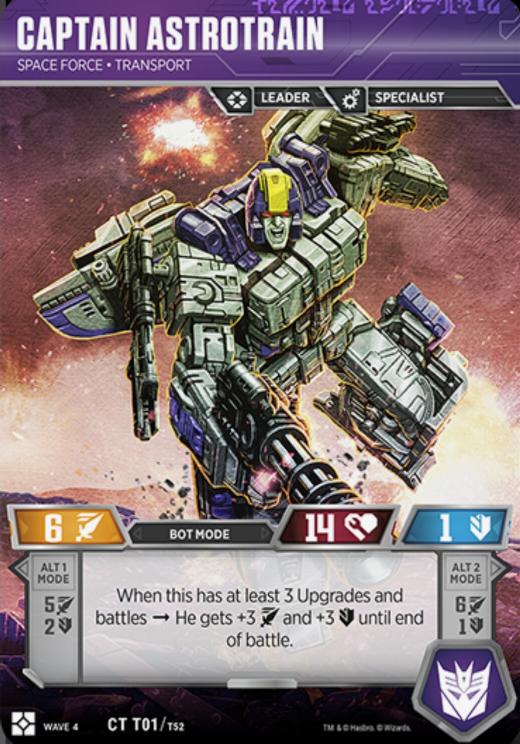 CAPTAIN ASTROTRAIN
SPACE FORCE • TRANSPORT
LEADER
SPECIALIST
6
BOT MODE
14
1
ALT 1
MODE
5
2
When this has at least 3 Upgrades and
battles → He gets +3 and +3 until end
of battle.
ALT 2
MODE
6
1
WAVE 4
CT T01/T52
TM & © Hasbro. © Wizards.